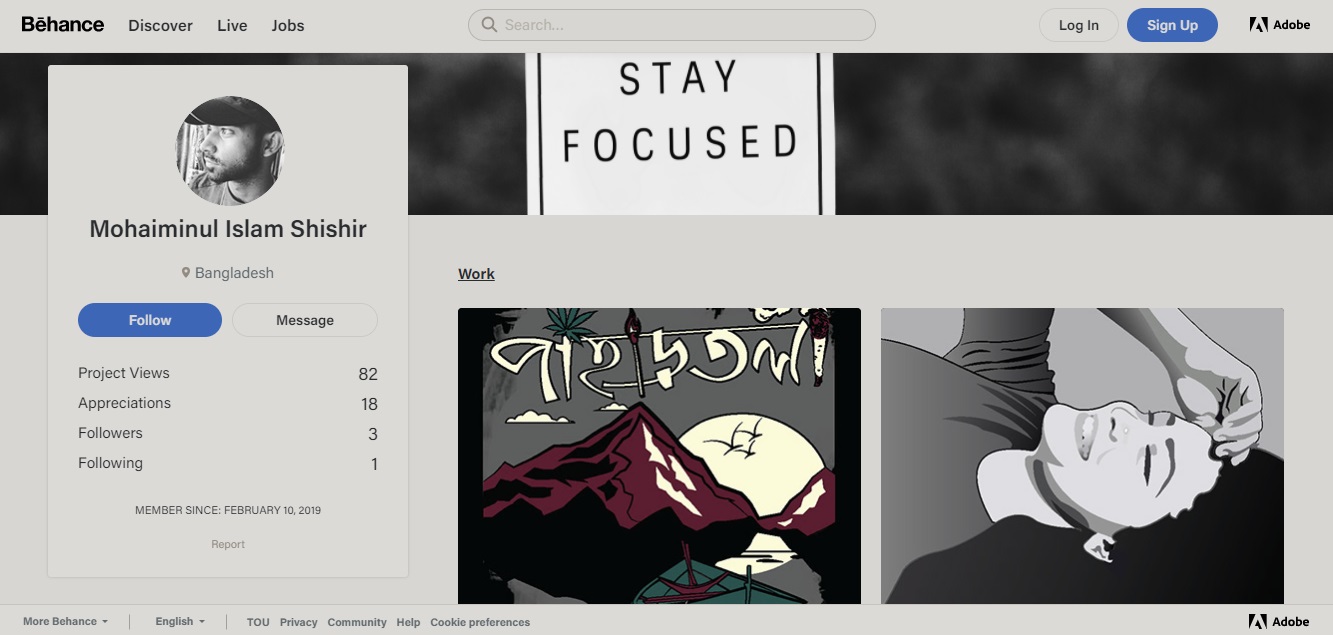 Bēhance
Discover
Live
Jobs
Search...
Log In
Sign Up
Adobe
STAY
FOCUSED
Mohaiminul Islam Shishir
Bangladesh
Follow
Message
Project Views 82
Appreciations 18
Followers 3
Following 1
MEMBER SINCE: FEBRUARY 10, 2019
Report
Work
পাহাড়তলী
More Behance
English
TOU
Privacy
Community
Help
Cookie preferences
Adobe